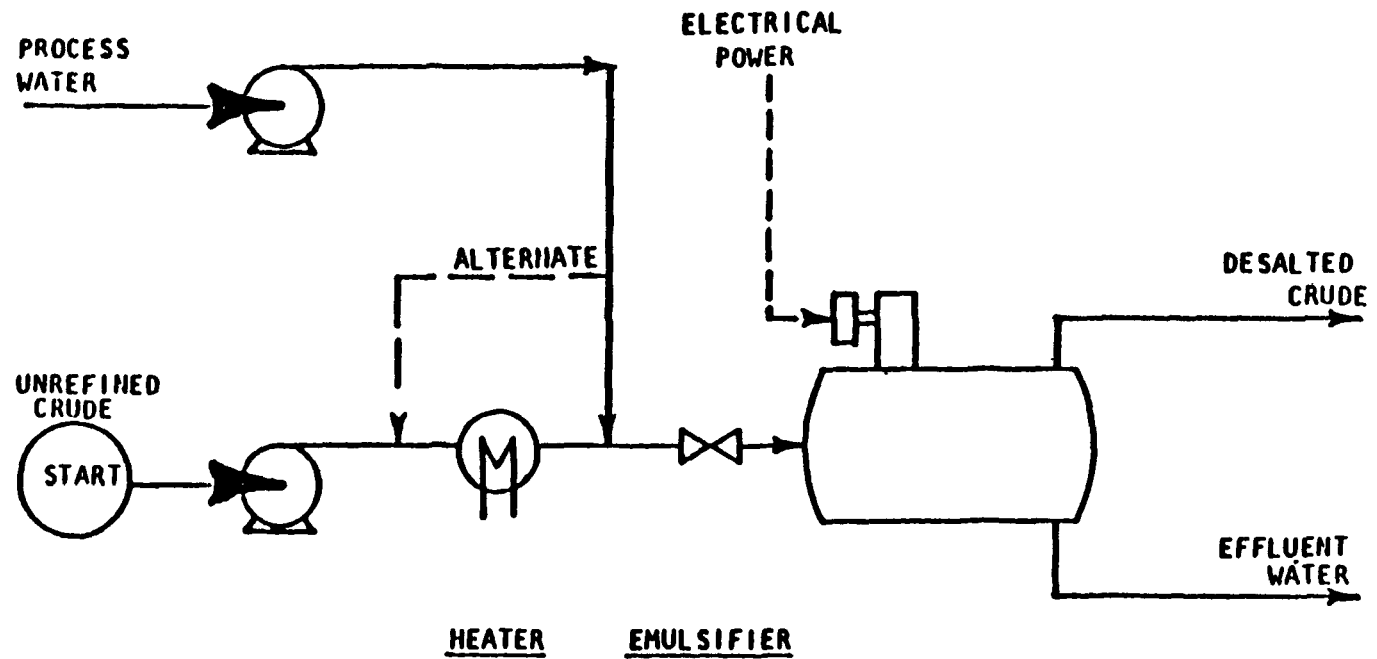 PROCESS
WATER
ELECTRICAL
POWER
ALTERNATE
DESALTED
CRUDE
UNREFINED
CRUDE
START
EFFLUENT
WATER
HEATER
EMULSIFIER